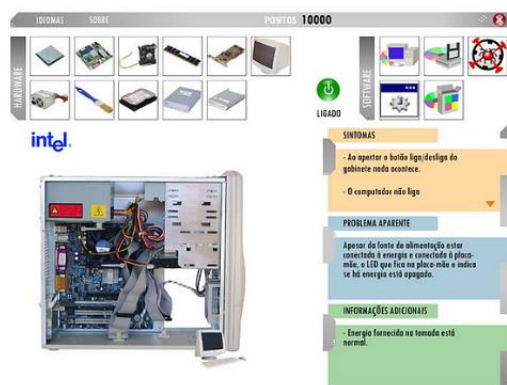 IDIOMAS SOBRE PONTOS 10000
HARDWARE
SOFTWARE
LIGADO
intel.
SINTOMAS
- Ao apertar o botão liga/desliga do
gabinete nada acontece.
- O computador não liga
PROBLEMA APARENTE
Apesar da fonte de alimentação estar
conectada à energia e conectada à placa-
mãe, o LED que fica na placa-mãe e indica
se há energia está apagado.
INFORMAÇÕES ADICIONAIS
- Energia fornecida na tomada está
normal.